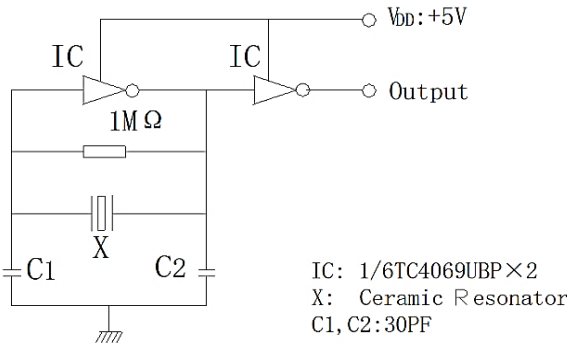 VDD:+5V
IC
IC
Output
1MΩ
X
C1
C2
IC: 1/6TC4069UBP×2
X: Ceramic Resonator
C1,C2:30PF